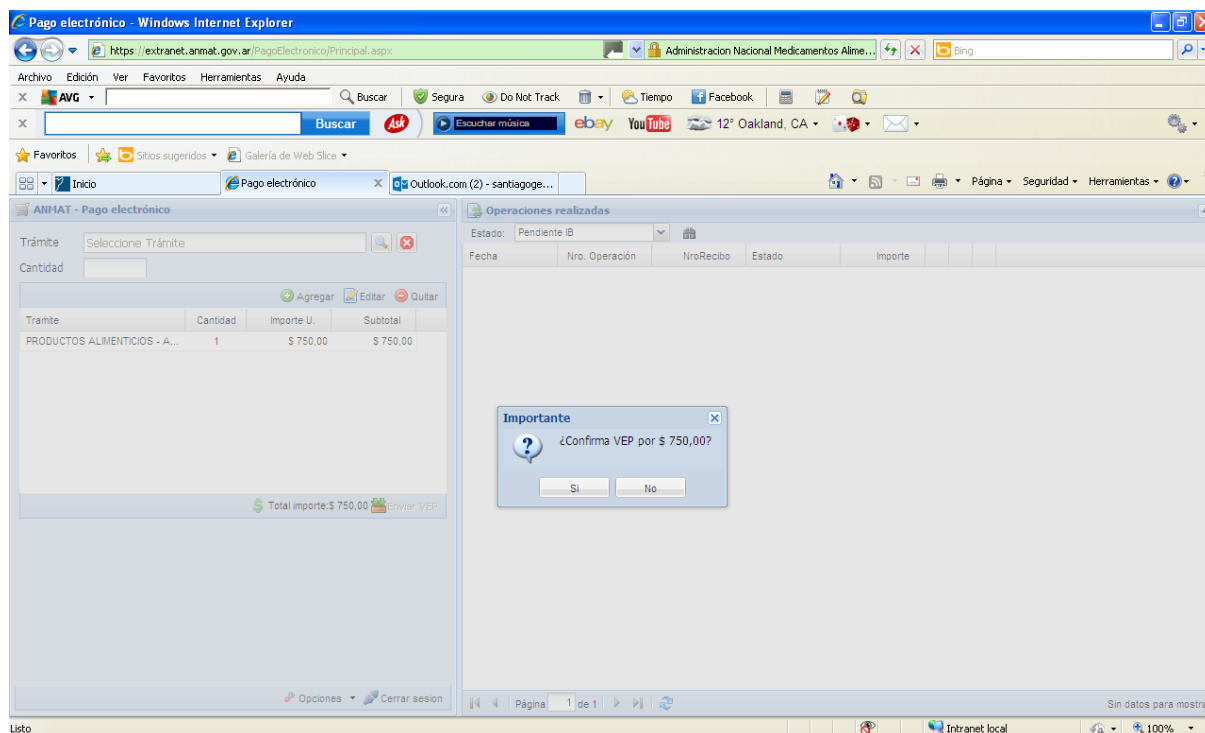 Pago electrónico - Windows Internet Explorer
https://extranet.anmat.gov.ar/PagoElectronico/Principal.aspx
Administracion Nacional Medicamentos Alime...
Bing
Archivo Edición Ver Favoritos Herramientas Ayuda
AVG Buscar Segura Do Not Track Tiempo Facebook
Buscar Ask Escuchar música ebay YouTube 12° Oakland, CA
Favoritos Sitios sugeridos Galería de Web Slice
Inicio Pago electrónico X Outlook.com (2) - santiagoge... Página Seguridad Herramientas
ANMAT - Pago electrónico
Trámite Seleccione Trámite
Cantidad
Agregar Editar Quitar
Tramite Cantidad Importe U. Subtotal
PRODUCTOS ALIMENTICIOS - A... 1 $ 750,00 $ 750,00
Total importe:$ 750,00 Enviar VEP
Opciones Cerrar sesion
Operaciones realizadas
Estado: Pendiente IB
Fecha Nro. Operación NroRecibo Estado Importe
Importante
¿Confirma VEP por $ 750,00?
Si No
Página 1 de 1
Sin datos para mostra
Listo Intranet local 100%